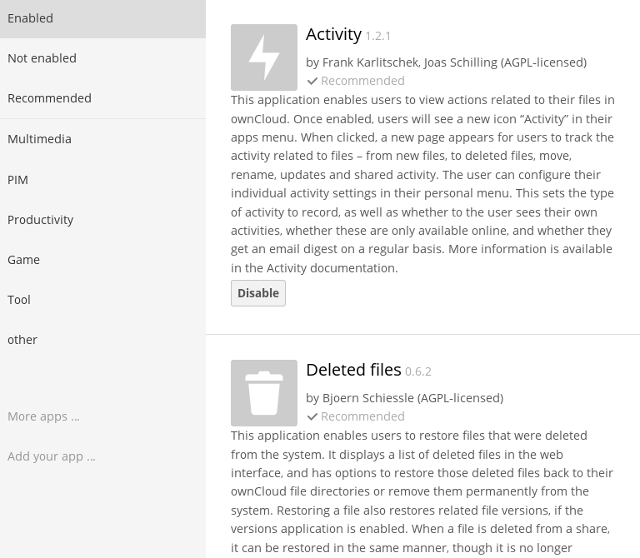 Enabled
Not enabled
Recommended
Multimedia
PIM
Productivity
Game
Tool
other
More apps ...
Add your app ...
Activity 1.2.1
by Frank Karlitschek, Joas Schilling (AGPL-licensed)
Recommended
This application enables users to view actions related to their files in
ownCloud. Once enabled, users will see a new icon “Activity” in their
apps menu. When clicked, a new page appears for users to track the
activity related to files – from new files, to deleted files, move,
rename, updates and shared activity. The user can configure their
individual activity settings in their personal menu. This sets the type
of activity to record, as well as whether to the user sees their own
activities, whether these are only available online, and whether they
get an email digest on a regular basis. More information is available
in the Activity documentation.
Disable
Deleted files 0.6.2
by Bjoern Schiessle (AGPL-licensed)
Recommended
This application enables users to restore files that were deleted
from the system. It displays a list of deleted files in the web
interface, and has options to restore those deleted files back to their
ownCloud file directories or remove them permanently from the
system. Restoring a file also restores related file versions, if the
versions application is enabled. When a file is deleted from a share,
it can be restored in the same manner, though it is no longer